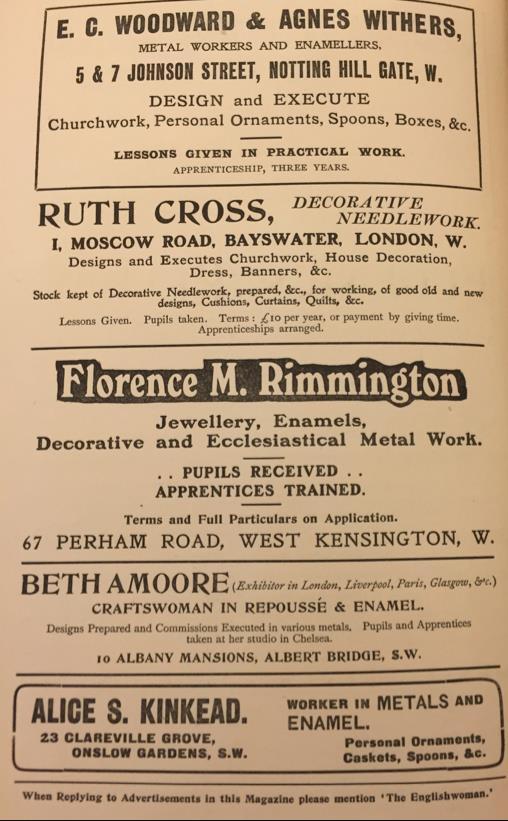 E. C. WOODWARD & AGNES WITHERS,
METAL WORKERS AND ENAMELLERS,
5 & 7 JOHNSON STREET, NOTTING HILL GATE, W.
DESIGN and EXECUTE
Churchwork, Personal Ornaments, Spoons, Boxes, &c.
LESSONS GIVEN IN PRACTICAL WORK.
APPRENTICESHIP, THREE YEARS.
RUTH CROSS, DECORATIVE
NEEDLEWORK.
1, MOSCOW ROAD, BAYSWATER, LONDON, W.
Designs and Executes Churchwork, House Decoration,
Dress, Banners, &c.
Stock kept of Decorative Needlework, prepared, &c., for working, of good old and new
designs, Cushions, Curtains, Quilts, &c.
Lessons Given. Pupils taken. Terms: £10 per year, or payment by giving time.
Apprenticeships arranged.
Florence M. Rimmington
Jewellery, Enamels,
Decorative and Ecclesiastical Metal Work.
. . PUPILS RECEIVED . .
APPRENTICES TRAINED.
Terms and Full Particulars on Application.
67 PERHAM ROAD, WEST KENSINGTON, W.
BETH AMOORE (Exhibitor in London, Liverpool, Paris, Glasgow, &c.)
CRAFTSWOMAN IN REPOUSSÉ & ENAMEL.
Designs Prepared and Commissions Executed in various metals. Pupils and Apprentices
taken at her studio in Chelsea.
10 ALBANY MANSIONS, ALBERT BRIDGE, S.W.
ALICE S. KINKEAD.
23 CLAREVILLE GROVE,
ONSLOW GARDENS, S.W.
WORKER IN METALS AND
ENAMEL.
Personal Ornaments,
Caskets, Spoons, &c.
When Replying to Advertisements in this Magazine please mention 'The Englishwoman.'